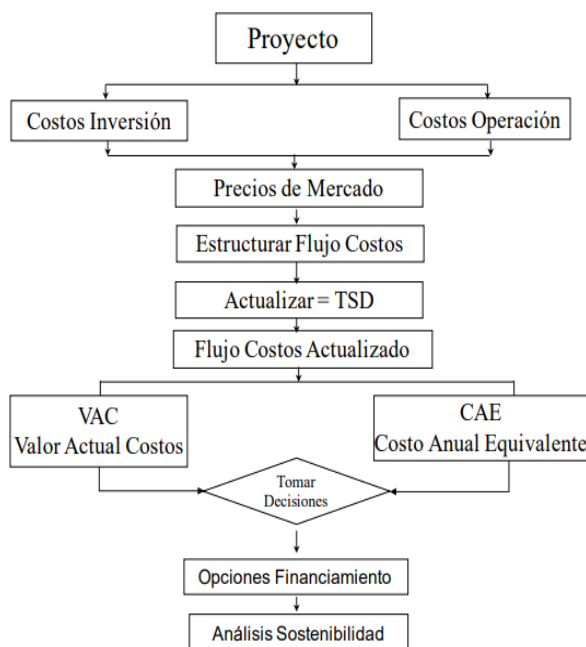 Proyecto
Costos Inversión
Costos Operación
Precios de Mercado
Estructurar Flujo Costos
Actualizar = TSD
Flujo Costos Actualizado
VAC
Valor Actual Costos
CAE
Costo Anual Equivalente
Tomar
Decisiones
Opciones Financiamiento
Análisis Sostenibilidad